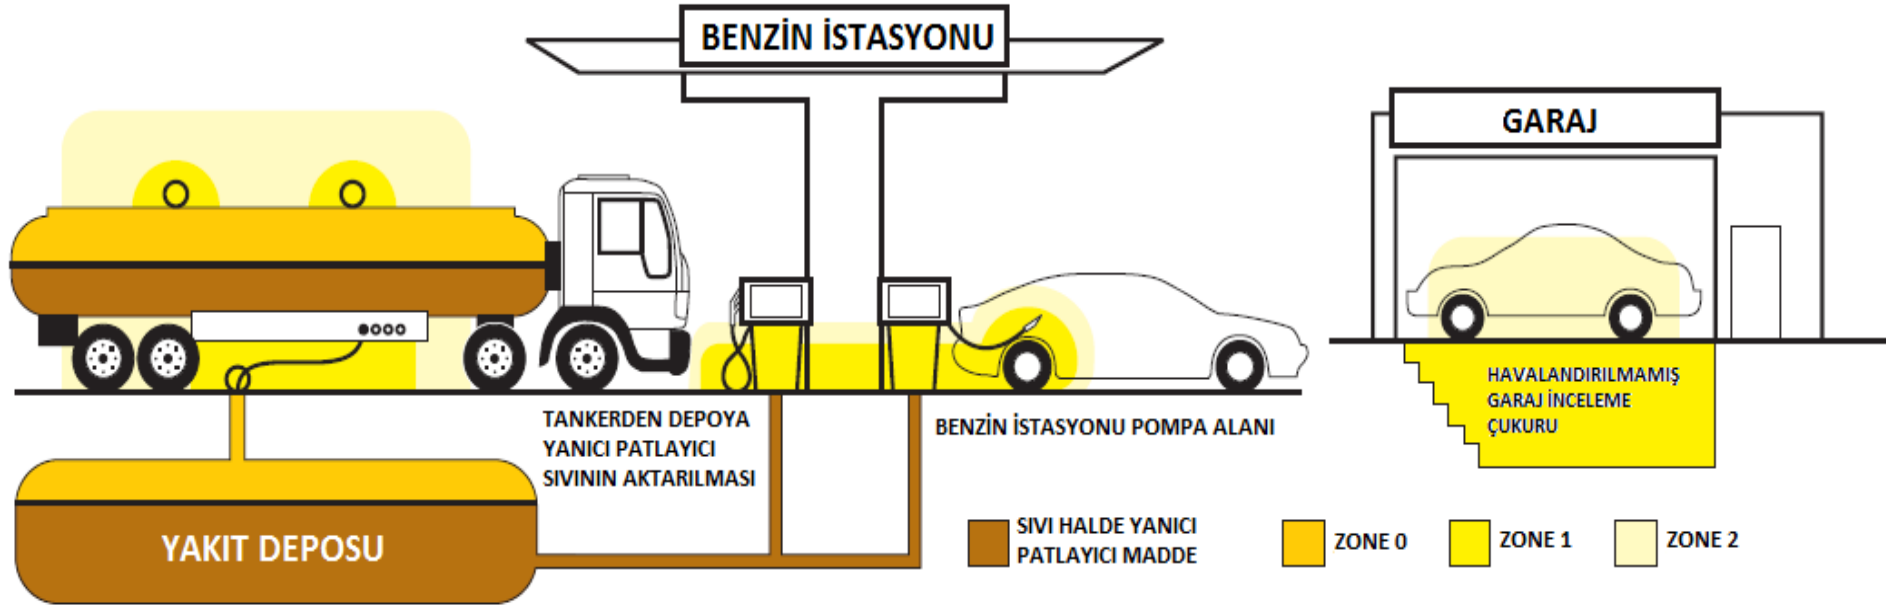 BENZİN İSTASYONU
GARAJ
HAVALANDIRILMAMIŞ
GARAJ İNCELEME
ÇUKURU
TANKERDEN DEPOYA
YANICI PATLAYICI
SIVININ AKTARILMASI
BENZİN İSTASYONU POMPA ALANI
YAKIT DEPOSU
SIVI HALDE YANICI
PATLAYICI MADDE
ZONE 0
ZONE 1
ZONE 2